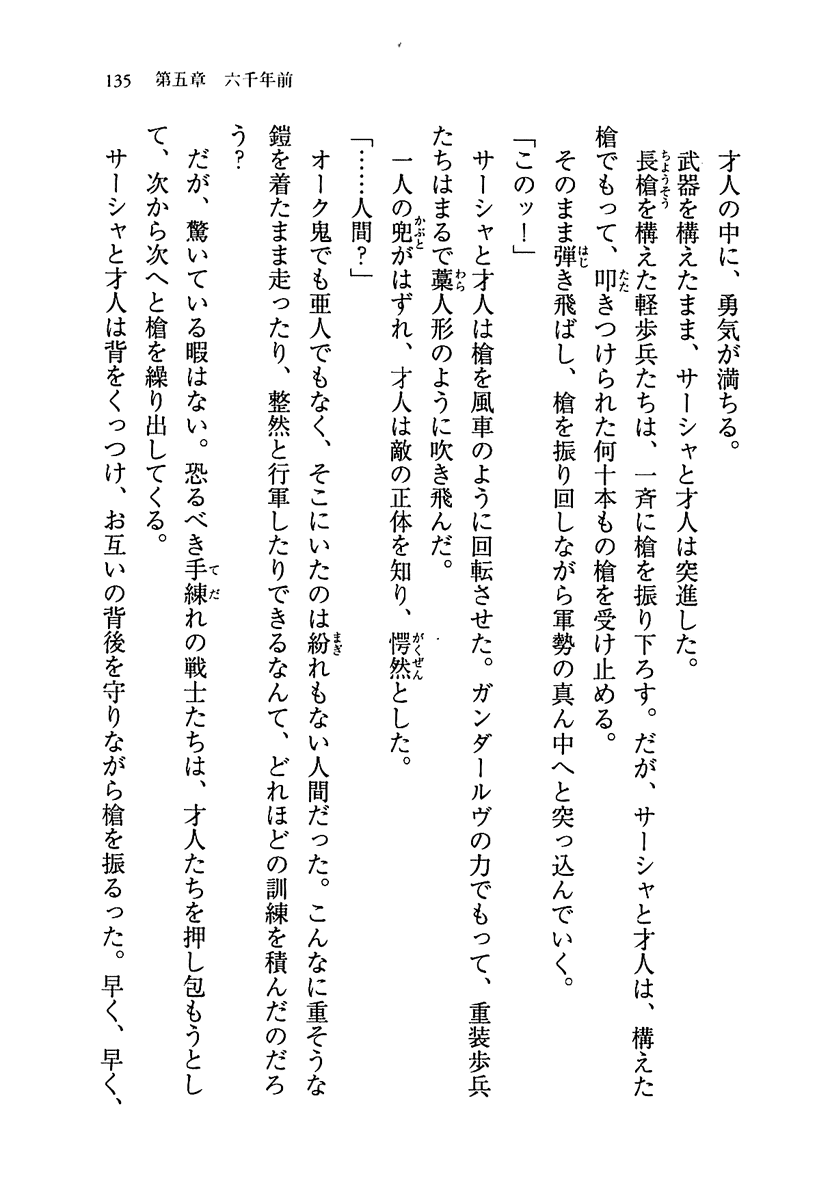 135　第五章　六千年前
　才人の中に、勇気が満ちる。
　武器を構えたまま、サーシャと才人は突進した。
　長槍を構えた軽歩兵たちは、一斉に槍を振り下ろす。だが、サーシャと才人は、構えた
槍でもって、叩きつけられた何十本もの槍を受け止める。
　そのまま弾き飛ばし、槍を振り回しながら軍勢の真ん中へと突っ込んでいく。
「このッ！」
　サーシャと才人は槍を風車のように回転させた。ガンダールヴの力でもって、重装歩兵
たちはまるで藁人形のように吹き飛んだ。
　一人の兜がはずれ、才人は敵の正体を知り、愕然とした。
「……人間？」
　オーク鬼でも亜人でもなく、そこにいたのは紛れもない人間だった。こんなに重そうな
鎧を着たまま走ったり、整然と行軍したりできるなんて、どれほどの訓練を積んだのだろ
う？
　だが、驚いている暇はない。恐るべき手練れの戦士たちは、才人たちを押し包もうとし
て、次から次へと槍を繰り出してくる。
　サーシャと才人は背をくっつけ、お互いの背後を守りながら槍を振るった。早く、早く、